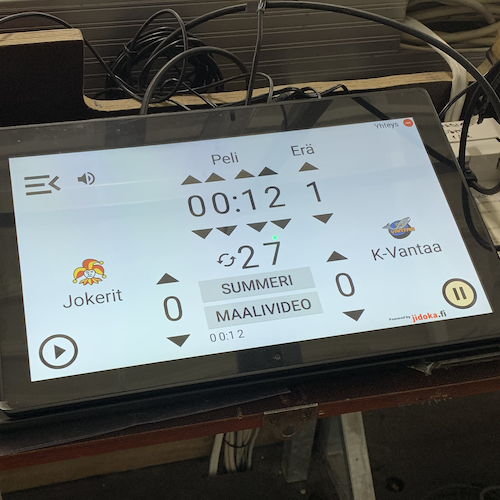 Yhteys
Peli
Erä
00:12
1
27
Jokerit
0
SUMMERI
MAALIVIDEO
00:12
0
K-Vantaa
Powered by jidoka.fi